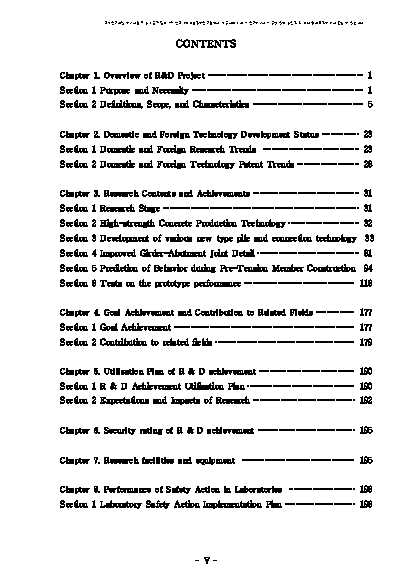 CONTENTS
Chapter 1. Overview of R&D Project 1
Section 1 Purpose and Necessity 1
Section 2 Definitions, Scope, and Characteristics 5
Chapter 2. Domestic and Foreign Technology Development Status 23
Section 1 Domestic and Foreign Research Trends 23
Section 2 Domestic and Foreign Technology Patent Trends 28
Chapter 3. Research Contents and Achievements 31
Section 1 Research Stage 31
Section 2 High-strength Concrete Production Technology 32
Section 3 Development of various new type pile and connection technology 33
Section 4 Improved Girder-Abutment Joint Detail 81
Section 5 Prediction of Behavior during Pre-Tension Member Construction 94
Section 6 Tests on the prototype performance 118
Chapter 4. Goal Achievement and Contribution to Related Fields 177
Section 1 Goal Achievement 177
Section 2 Contribution to related fields 179
Chapter 5. Utilization Plan of R & D achievement 190
Section 1 R & D Achievement Utilization Plan 190
Section 2 Expectations and Impacts of Research 192
Chapter 6. Security rating of R & D achievement 195
Chapter 7. Research facilities and equipment 195
Chapter 8. Performance of Safety Action in Laboratories 196
Section 1 Laboratory Safety Action Implementation Plan 196
- V -